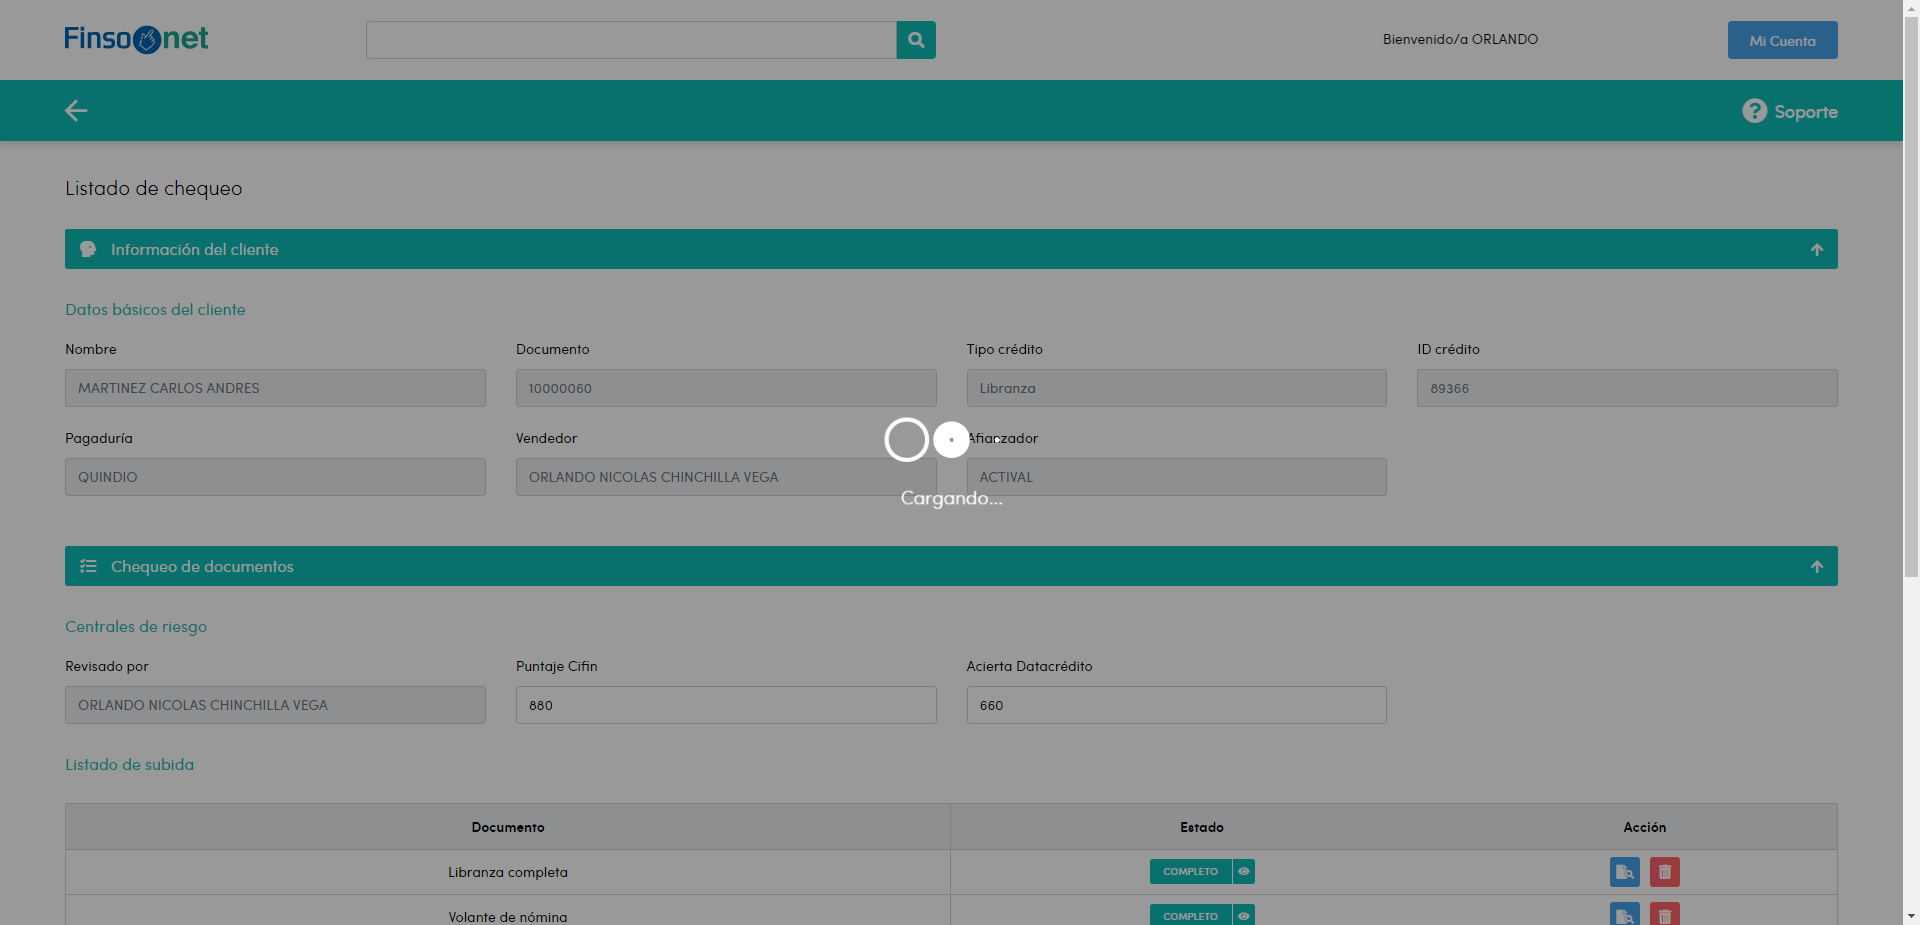 Finsonet
Bienvenido/a ORLANDO
Mi Cuenta
Soporte
Listado de chequeo
Información del cliente
Datos básicos del cliente
Nombre
Documento
Tipo crédito
ID crédito
MARTINEZ CARLOS ANDRES
10000060
Libranza
89366
Pagaduría
Vendedor
Afianzador
QUINDIO
ORLANDO NICOLAS CHINCHILLA VEGA
ACTIVAL
Cargando...
Chequeo de documentos
Centrales de riesgo
Revisado por
Puntaje Cifin
Acierta Datacrédito
ORLANDO NICOLAS CHINCHILLA VEGA
880
660
Listado de subida
Documento
Estado
Acción
Libranza completa
COMPLETO
Volante de nómina
COMPLETO